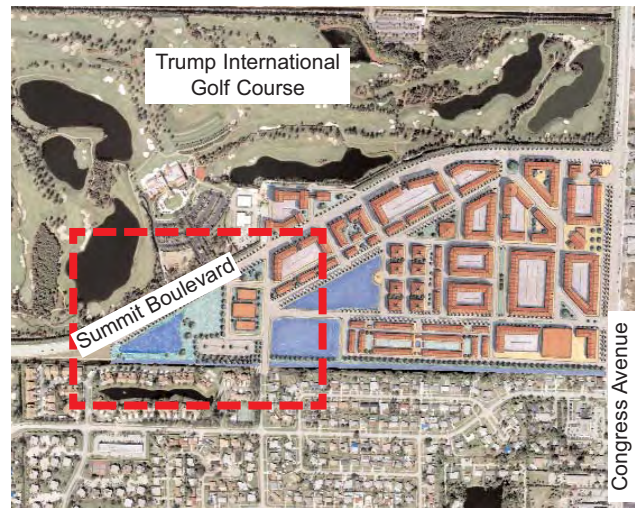 Trump International
Golf Course
Summit Boulevard
Congress Avenue